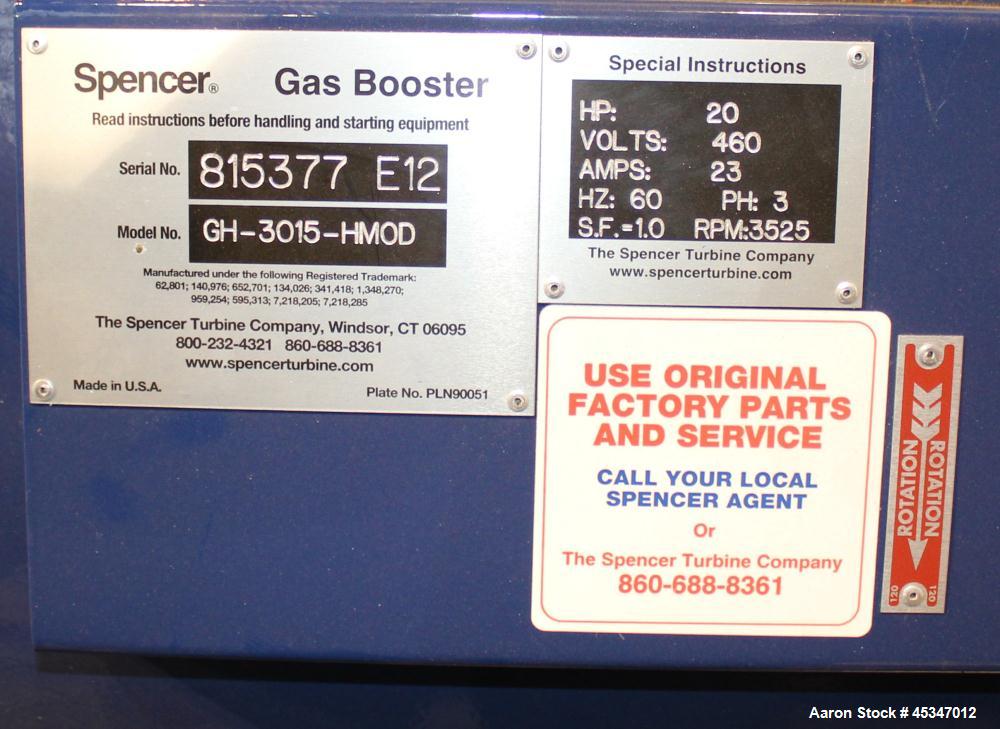 Spencer® Gas Booster
Read instructions before handling and starting equipment
Serial No. 815377 E12
Model No. GH-3015-HMOD
Manufactured under the following Registered Trademark:
62,801; 140,976; 652,701; 134,026; 341,418; 1,348,270;
959,254; 595,313; 7,218,205; 7,218,285
The Spencer Turbine Company, Windsor, CT 06095
800-232-4321 860-688-8361
www.spencerturbine.com
Made in U.S.A. Plate No. PLN90051
Special Instructions
HP: 20
VOLTS: 460
AMPS: 23
HZ: 60 PH: 3
S.F.=1.0 RPM:3525
The Spencer Turbine Company
www.spencerturbine.com
USE ORIGINAL
FACTORY PARTS
AND SERVICE
CALL YOUR LOCAL
SPENCER AGENT
Or
The Spencer Turbine Company
860-688-8361
ROTATION
ROTATION
120
120
Aaron Stock # 45347012